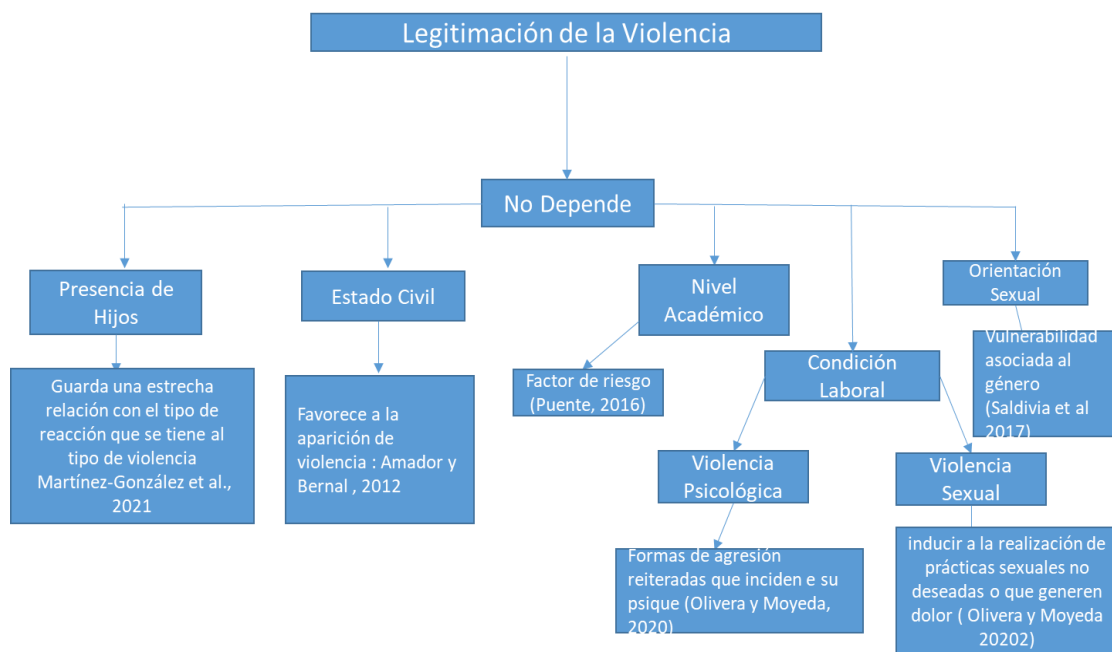 Legitimación de la Violencia
No Depende
Presencia de
Hijos
Estado Civil
Nivel
Académico
Condición
Laboral
Orientación
Sexual
Guarda una estrecha
relación con el tipo de
reacción que se tiene al
tipo de violencia
Martínez-González et al.,
2021
Favorece a la
aparición de
violencia : Amador y
Bernal , 2012
Factor de riesgo
(Puente, 2016)
Vulnerabilidad
asociada al
género
(Saldivia et al
2017)
Violencia
Psicológica
Violencia
Sexual
Formas de agresión
reiteradas que inciden e su
psique (Olivera y Moyeda,
2020)
inducir a la realización de
prácticas sexuales no
deseadas o que generen
dolor ( Olivera y Moyeda
20202)